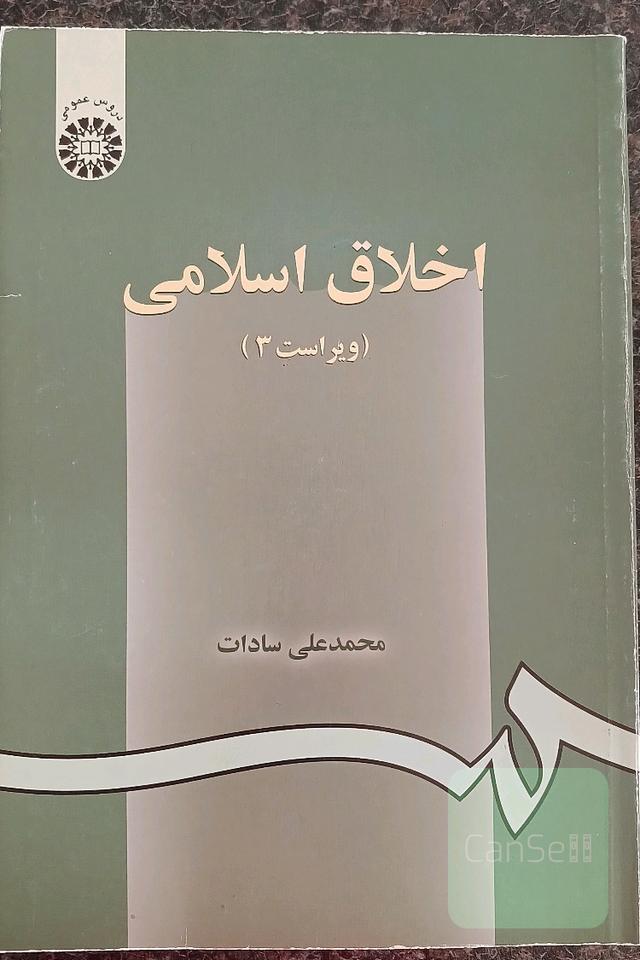 دروس عمومی
اخلاق اسلامی
(ویراست ۳)
محمدعلی سادات
CanSell